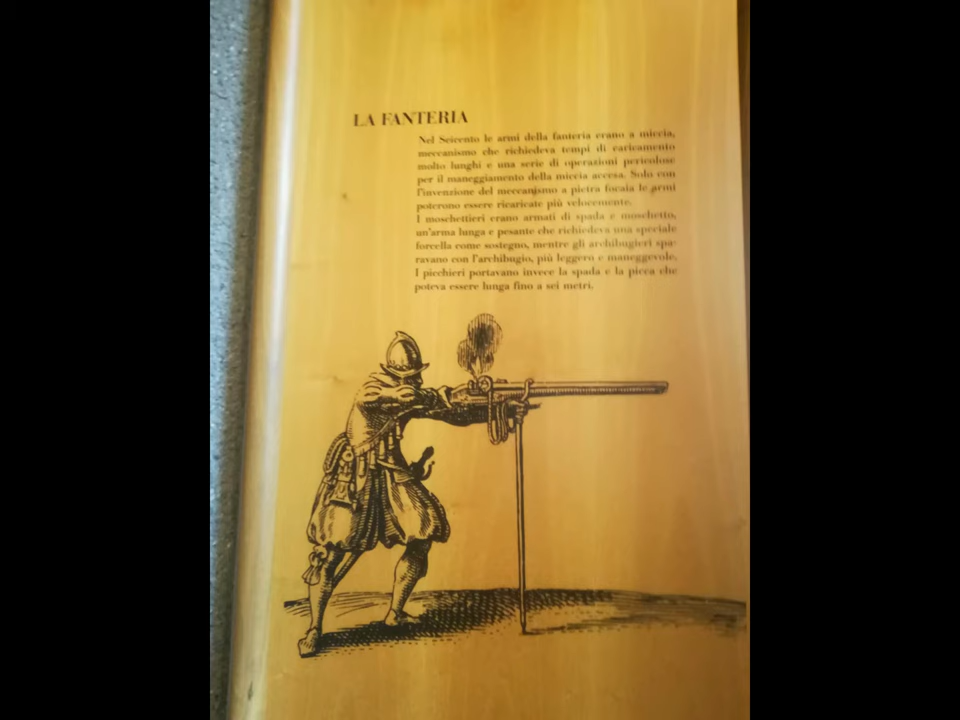 LA FANTERIA
Nel Seicento le armi della fanteria erano a miccia,
meccanismo che richiedeva tempi di caricamento
molto lunghi e una serie di operazioni pericolose
per il maneggiamento della miccia accesa. Solo con
l'invenzione del meccanismo a pietra focaia le armi
poterono essere ricaricate più velocemente.
I moschettieri erano armati di spada e moschetto,
un'arma lunga e pesante che richiedeva una speciale
forcella come sostegno, mentre gli archibugieri spa-
ravano con l'archibugio, più leggero e maneggevole.
I picchieri portavano invece la spada e la picca che
poteva essere lunga fino a sei metri.